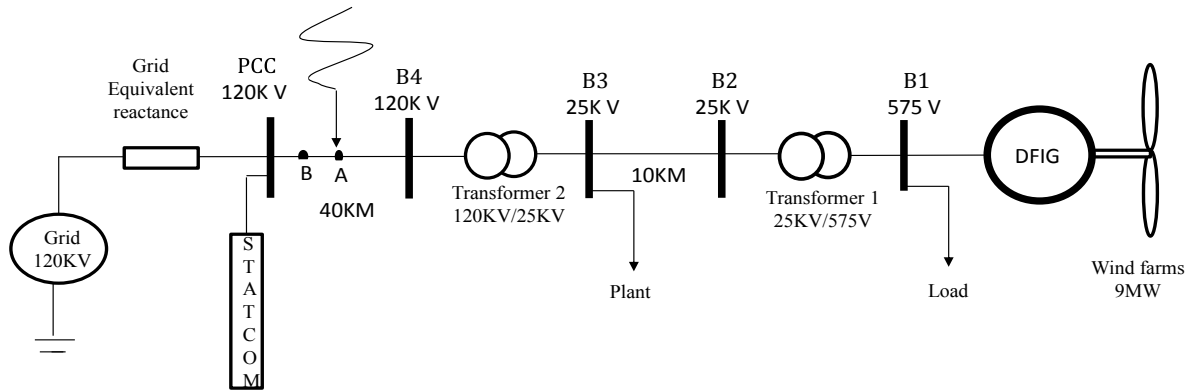 Grid
Equivalent
reactance
PCC
120K V
B
A
40KM
B4
120K V
Transformer 2
120KV/25KV
B3
25K V
10KM
B2
25K V
Transformer 1
25KV/575V
B1
575 V
DFIG
Grid
120KV
STATCOM
Plant
Load
Wind farms
9MW